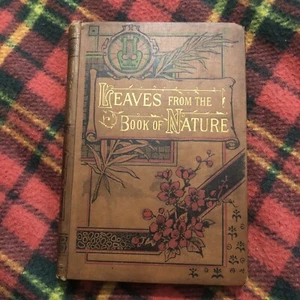 LEAVES FROM THE
BOOK OF NATURE